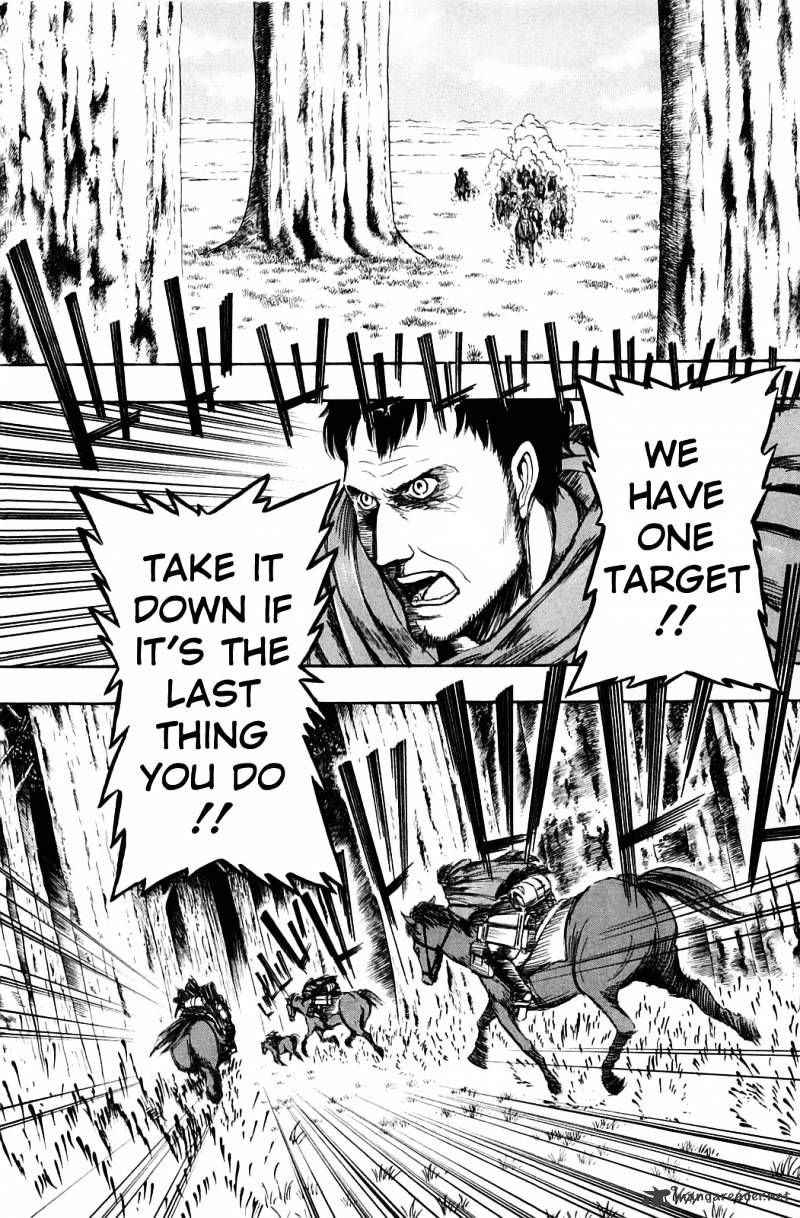 WE
HAVE
ONE
TARGET
!!
TAKE IT
DOWN IF
IT'S THE
LAST
THING
YOU DO
!!
mangareader.net